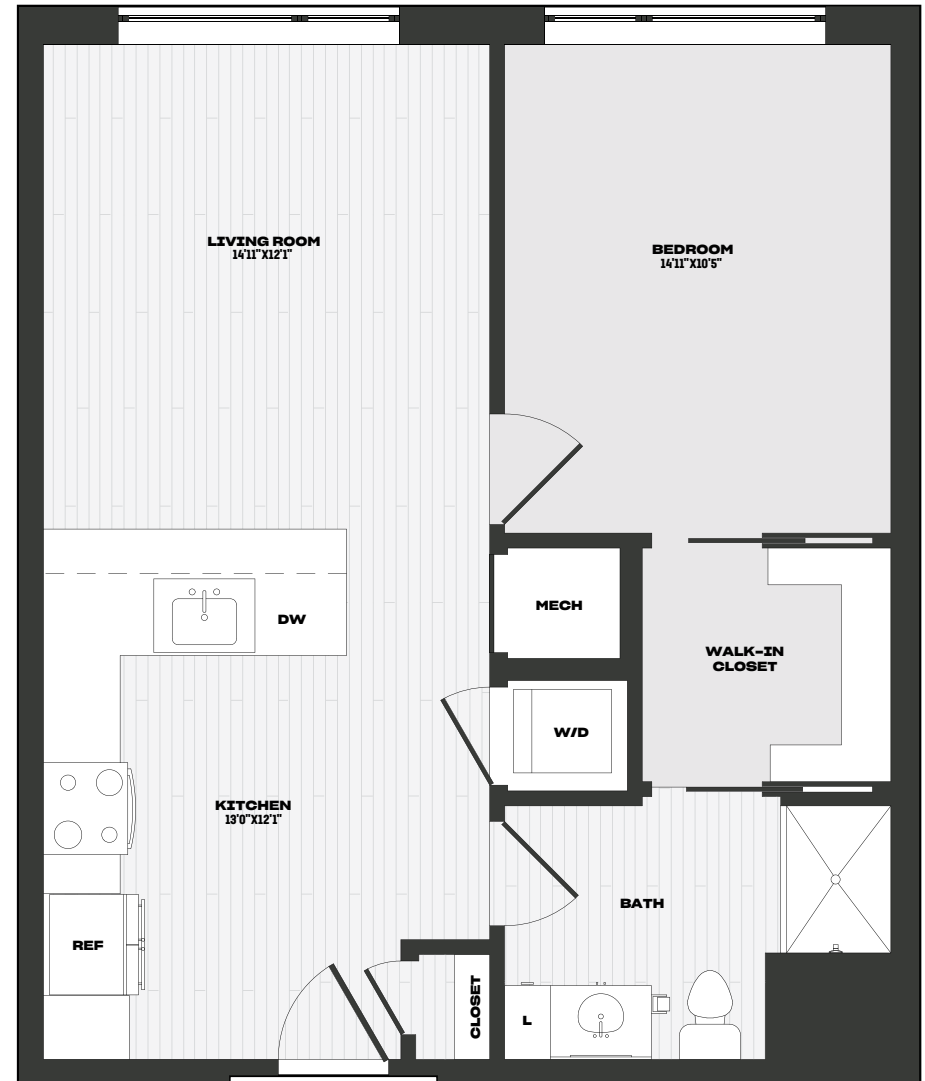 LIVING ROOM
14'11"X12'1"
BEDROOM
14'11"X10'5"
MECH
DW
WALK-IN
CLOSET
W/D
KITCHEN
13'0"X12'1"
BATH
REF
CLOSET
L